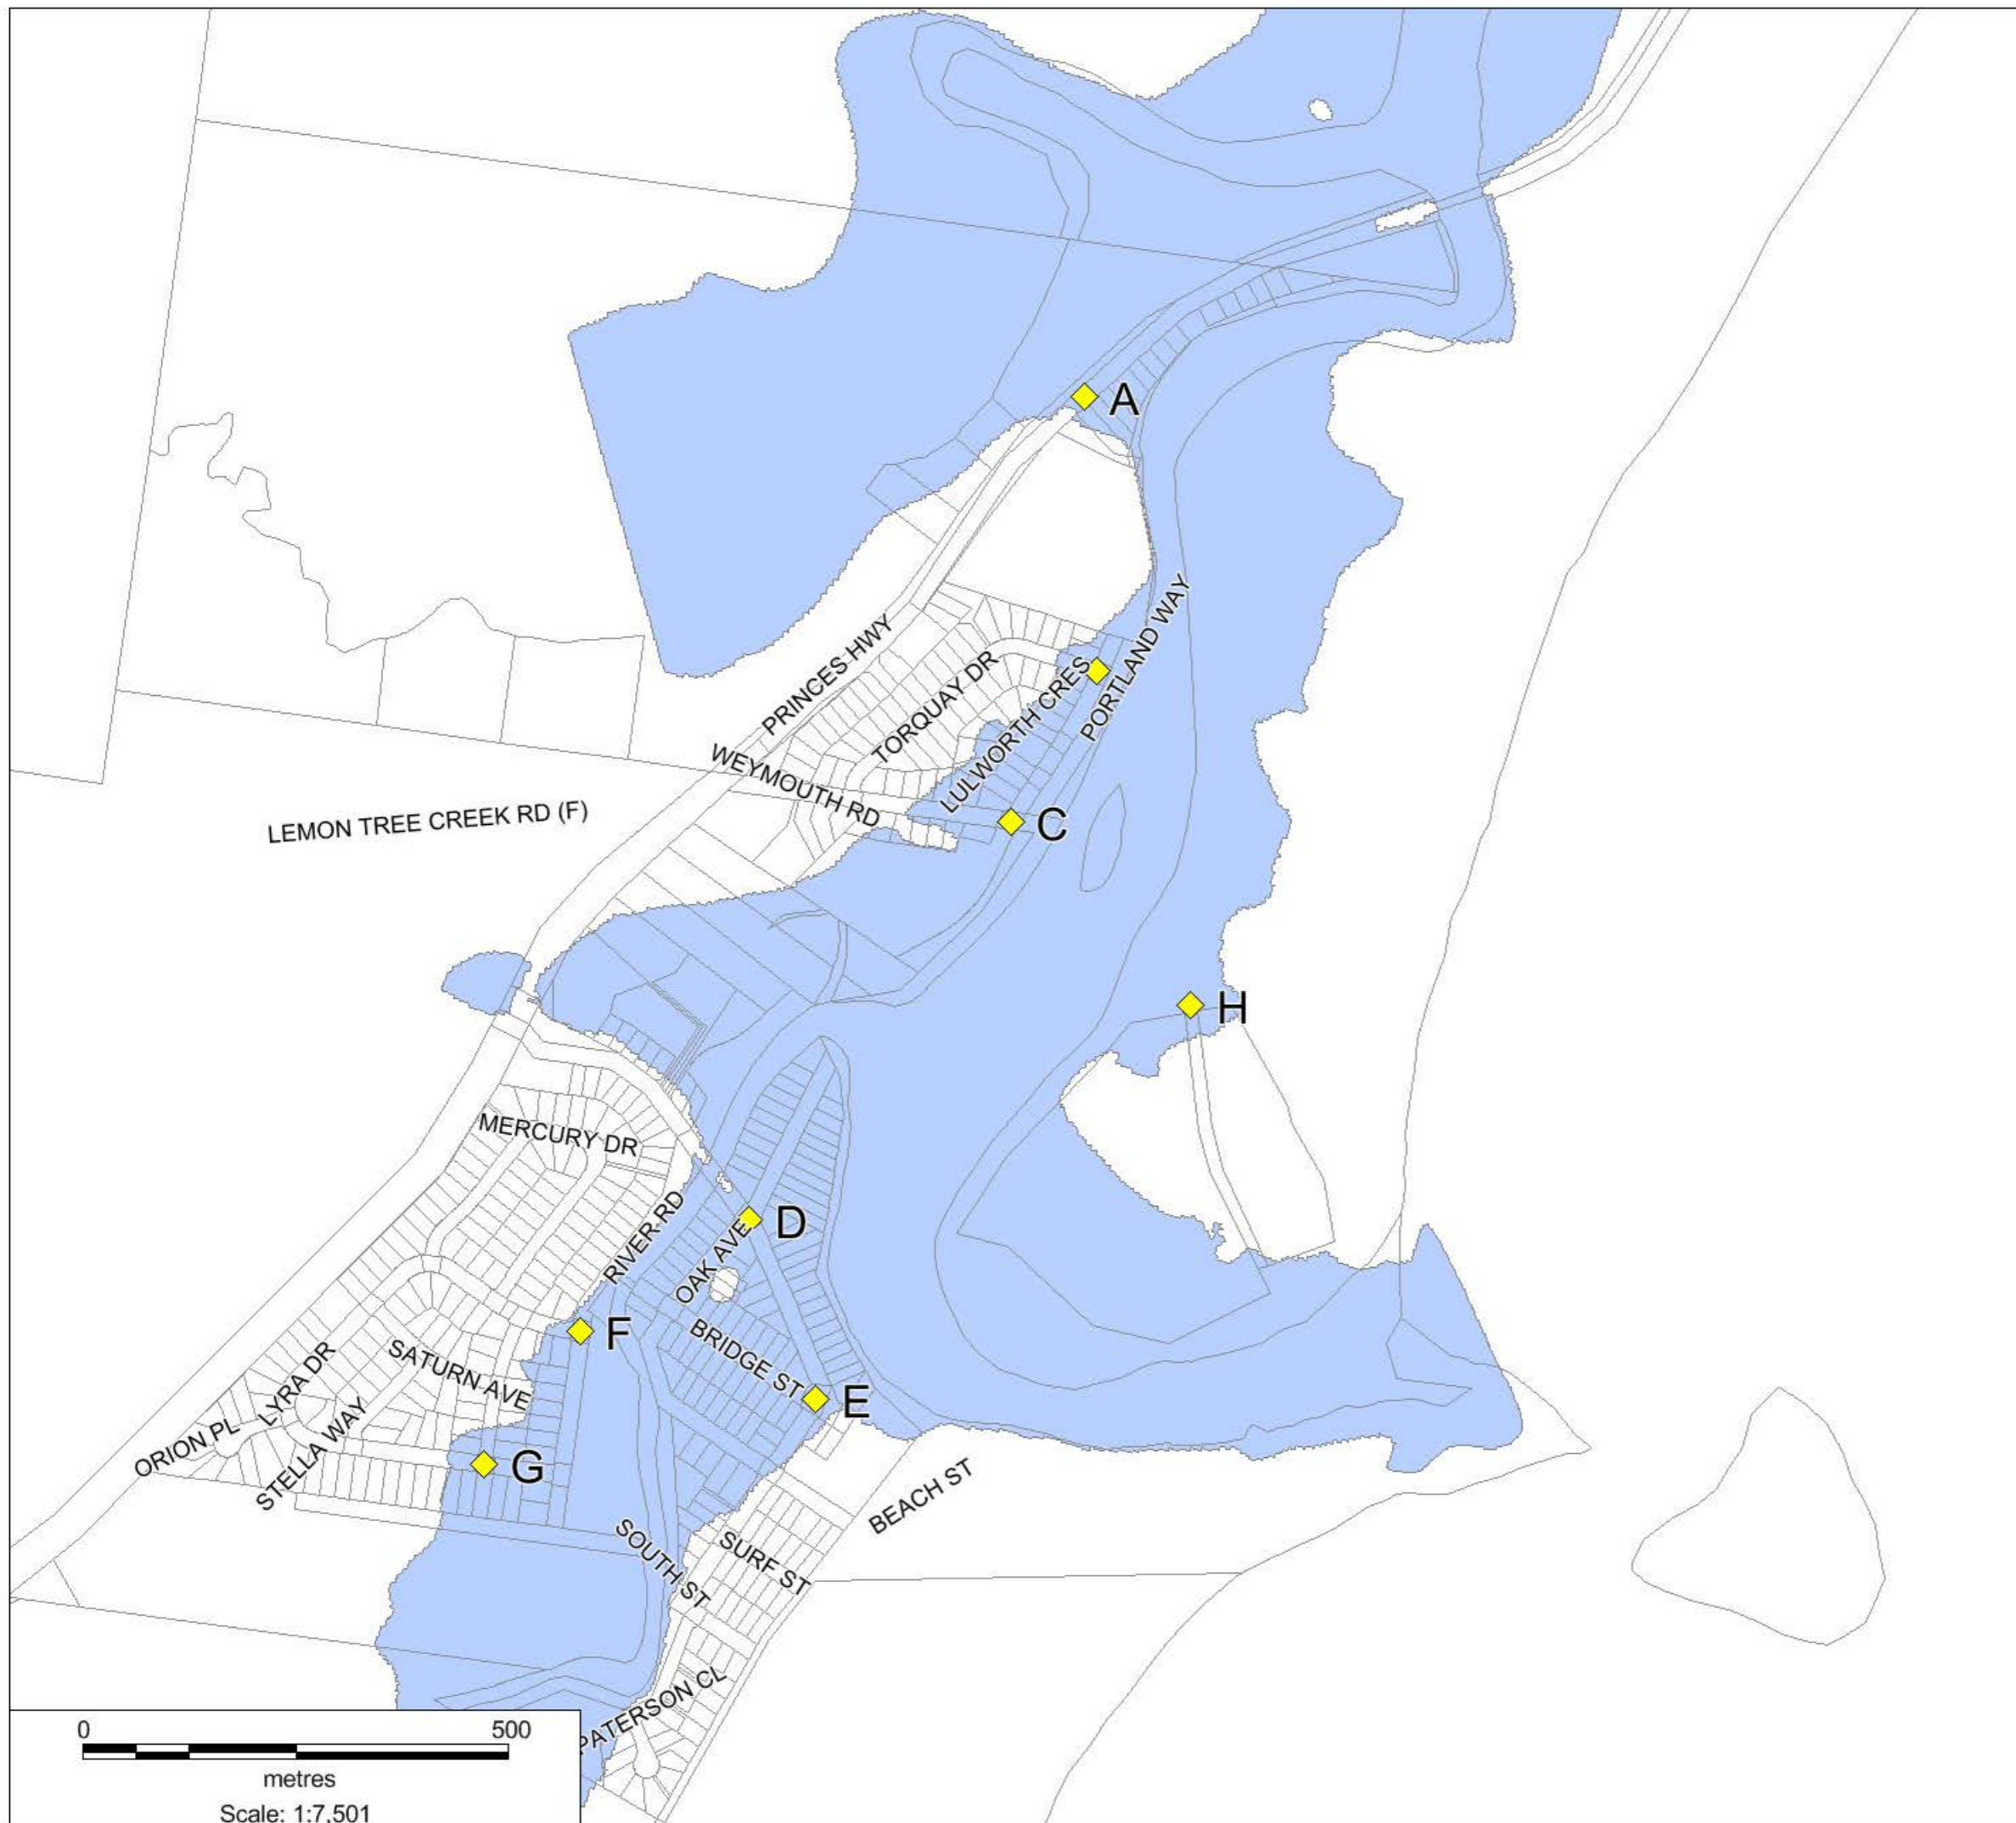 A
PRINCES HWY
TORQUAY DR
LULWORTH CRES
PORTLAND WAY
WEYMOUTH RD
LEMON TREE CREEK RD (F)
C
H
MERCURY DR
RIVER RD
OAK AVE
D
F
BRIDGE ST
E
SATURN AVE
LYRA DR
ORION PL
STELLA WAY
G
BEACH ST
SOUTH ST
SURF ST
PATERSON CL
0 500
metres
Scale: 1:7,501